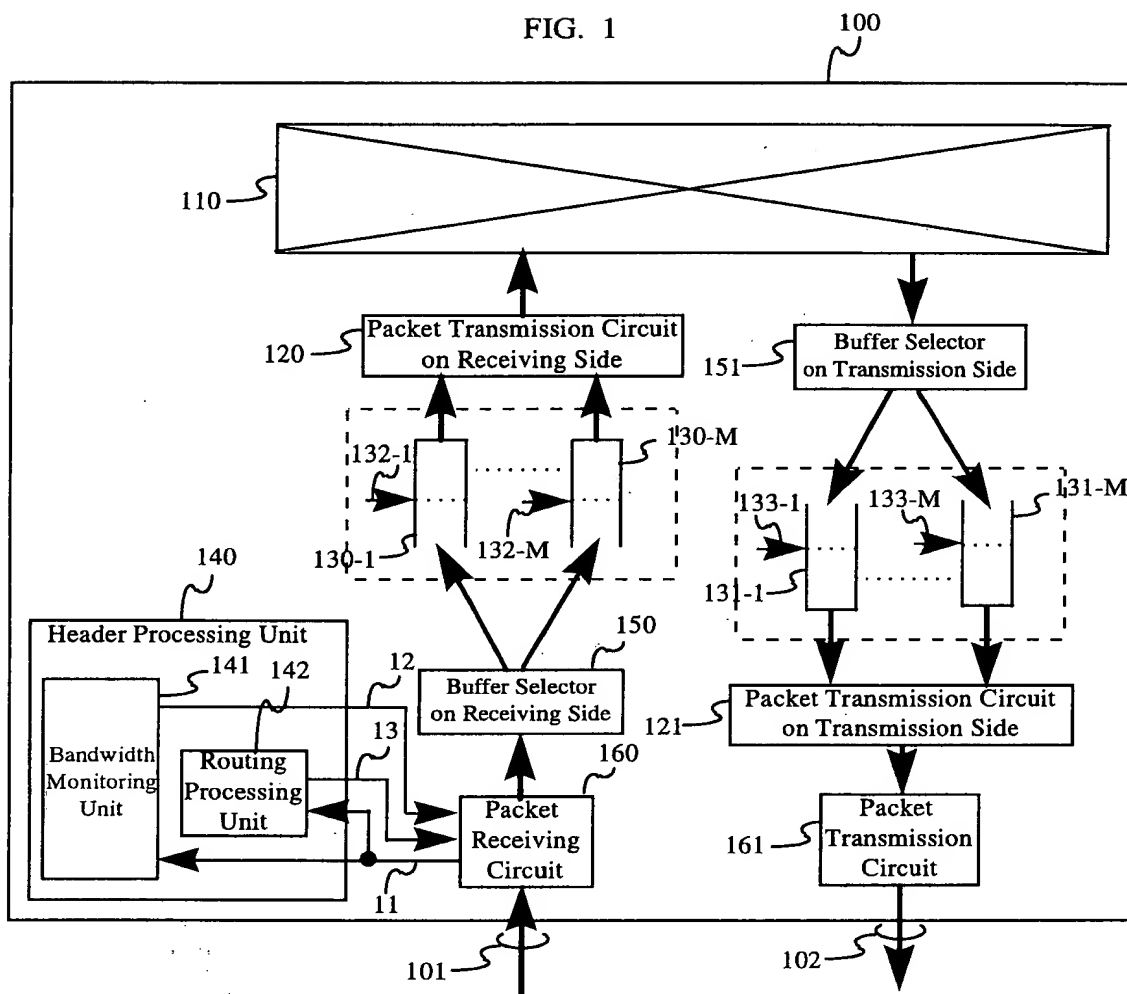 FIG. 1
100
110
Packet Transmission Circuit
on Receiving Side
120
Buffer Selector
on Transmission Side
151
130-M
132-1
132-M
130-1
131-M
133-1
133-M
131-1
140
Header Processing Unit
141
142
12
150
Buffer Selector
on Receiving Side
Packet Transmission Circuit
on Transmission Side
121
Bandwidth
Monitoring
Unit
Routing
Processing
Unit
13
160
Packet
Receiving
Circuit
11
Packet
Transmission
Circuit
161
101
102